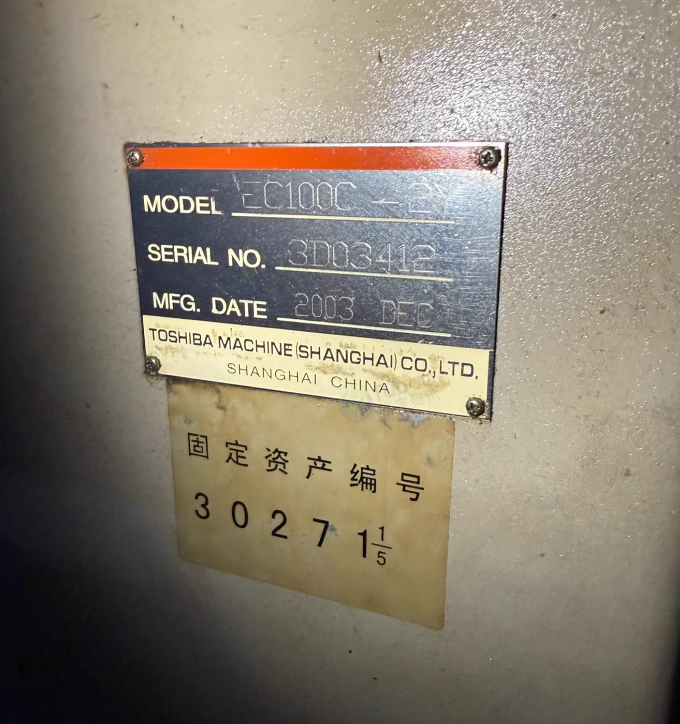 MODEL EC100C - 2Y
SERIAL NO. 3D03412
MFG. DATE 2003 DEC
TOSHIBA MACHINE (SHANGHAI) CO., LTD.
SHANGHAI CHINA
固定资产编号
30271 1/5